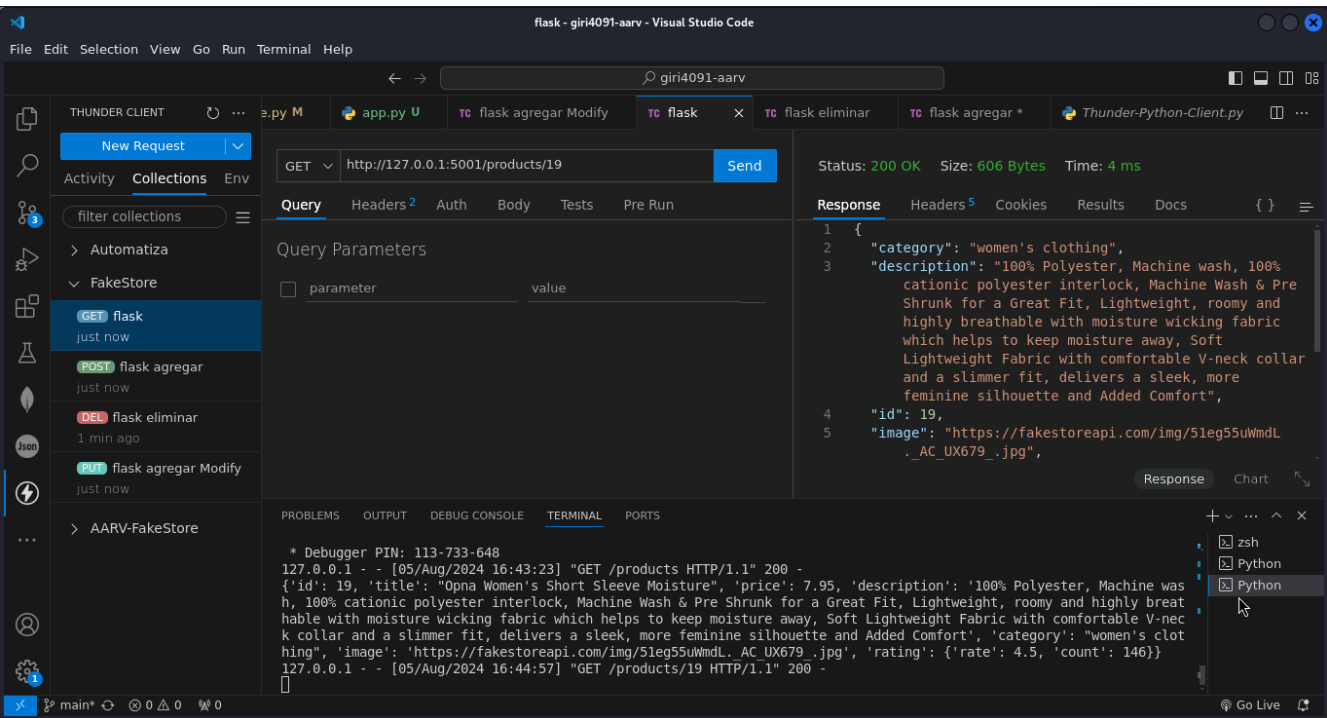 flask - giri4091-aarv - Visual Studio Code
File Edit Selection View Go Run Terminal Help
giri4091-aarv
THUNDER CLIENT
e.py M
app.py U
TC flask agregar Modify
TC flask
TC flask eliminar
TC flask agregar *
Thunder-Python-Client.py
New Request
Activity Collections Env
filter collections
Automatiza
FakeStore
GET flask
just now
POST flask agregar
just now
DEL flask eliminar
1 min ago
PUT flask agregar Modify
just now
AARV-FakeStore
3
Json
1
GET http://127.0.0.1:5001/products/19 Send
Query Headers 2 Auth Body Tests Pre Run
Query Parameters
parameter value
Status: 200 OK Size: 606 Bytes Time: 4 ms
Response Headers 5 Cookies Results Docs { }
1 {
2 "category": "women's clothing",
3 "description": "100% Polyester, Machine wash, 100%
cationic polyester interlock, Machine Wash & Pre
Shrunk for a Great Fit, Lightweight, roomy and
highly breathable with moisture wicking fabric
which helps to keep moisture away, Soft
Lightweight Fabric with comfortable V-neck collar
and a slimmer fit, delivers a sleek, more
feminine silhouette and Added Comfort",
4 "id": 19,
5 "image": "https://fakestoreapi.com/img/51eg55uWmdL
._AC_UX679_.jpg",
Response Chart
PROBLEMS OUTPUT DEBUG CONSOLE TERMINAL PORTS
* Debugger PIN: 113-733-648
127.0.0.1 - - [05/Aug/2024 16:43:23] "GET /products HTTP/1.1" 200 -
{'id': 19, 'title': "Opna Women's Short Sleeve Moisture", 'price': 7.95, 'description': '100% Polyester, Machine was
h, 100% cationic polyester interlock, Machine Wash & Pre Shrunk for a Great Fit, Lightweight, roomy and highly breat
hable with moisture wicking fabric which helps to keep moisture away, Soft Lightweight Fabric with comfortable V-nec
k collar and a slimmer fit, delivers a sleek, more feminine silhouette and Added Comfort', 'category': "women's clot
hing", 'image': 'https://fakestoreapi.com/img/51eg55uWmdL._AC_UX679_.jpg', 'rating': {'rate': 4.5, 'count': 146}}
127.0.0.1 - - [05/Aug/2024 16:44:57] "GET /products/19 HTTP/1.1" 200 -
zsh
Python
Python
main* 0 0 0
Go Live